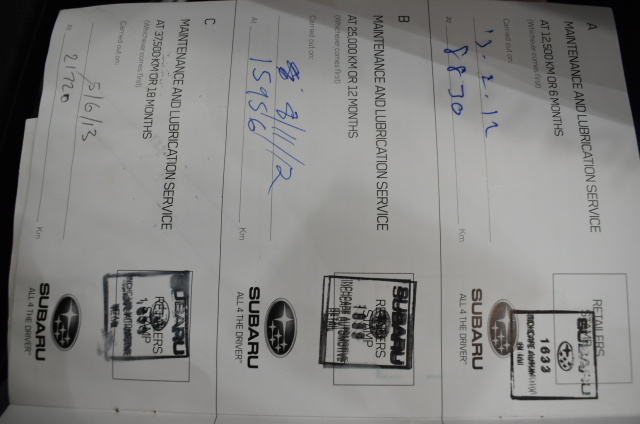 A
MAINTENANCE AND LUBRICATION SERVICE
AT 12,500 KM OR 6 MONTHS
(Whichever comes first)
Carried out on: 13.2.12
At 8830 Km
RETAILERS
SUBARU
1633
SUBARU
ALL 4 THE DRIVER
B
MAINTENANCE AND LUBRICATION SERVICE
AT 25,000 KM OR 12 MONTHS
(Whichever comes first)
Carried out on: 8/11/12
At 15956 Km
RETAILERS
STAMP
SUBARU
ALL 4 THE DRIVER
C
MAINTENANCE AND LUBRICATION SERVICE
AT 37,500 KM OR 18 MONTHS
(Whichever comes first)
Carried out on: 5/6/13
At 21720 Km
SUBARU
RETAILERS
STAMP
SUBARU
ALL 4 THE DRIVER